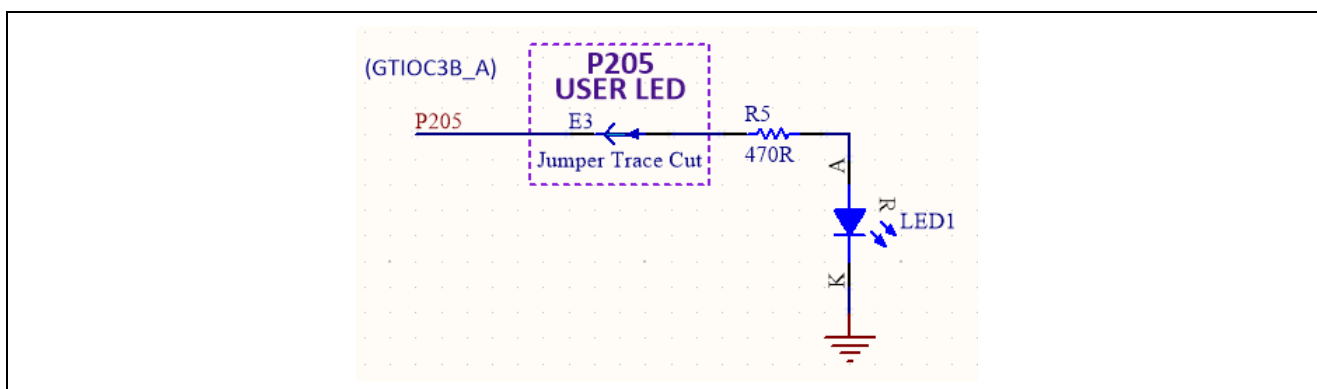 (GTIOC3B_A)
P205
USER LED
P205
E3
Jumper Trace Cut
R5
470R
A
R
LED1
K